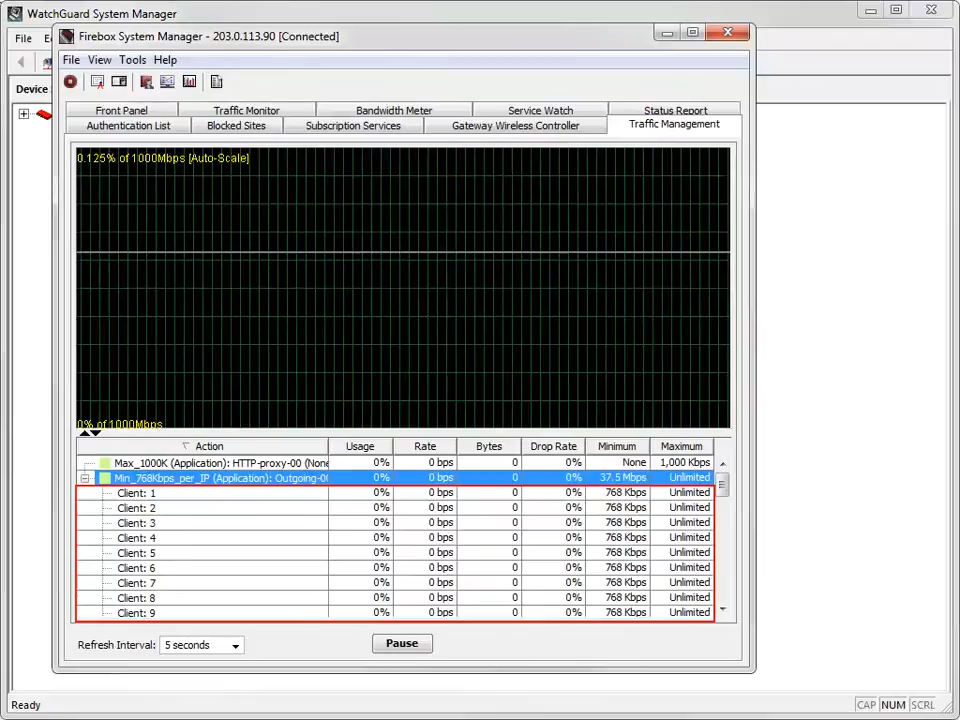 WatchGuard System Manager
File
Firebox System Manager - 203.0.113.90 [Connected]
File View Tools Help
Device
Front Panel Traffic Monitor Bandwidth Meter Service Watch Status Report
Authentication List Blocked Sites Subscription Services Gateway Wireless Controller Traffic Management
0.125% of 1000Mbps [Auto-Scale]
0% of 1000Mbps
Action Usage Rate Bytes Drop Rate Minimum Maximum
Max_1000K (Application): HTTP-proxy-00 (None 0% 0 bps 0 0% None 1,000 Kbps
Min_768Kbps_per_IP (Application): Outgoing-00 0% 0 bps 0 0% 37.5 Mbps Unlimited
Client: 1 0% 0 bps 0 0% 768 Kbps Unlimited
Client: 2 0% 0 bps 0 0% 768 Kbps Unlimited
Client: 3 0% 0 bps 0 0% 768 Kbps Unlimited
Client: 4 0% 0 bps 0 0% 768 Kbps Unlimited
Client: 5 0% 0 bps 0 0% 768 Kbps Unlimited
Client: 6 0% 0 bps 0 0% 768 Kbps Unlimited
Client: 7 0% 0 bps 0 0% 768 Kbps Unlimited
Client: 8 0% 0 bps 0 0% 768 Kbps Unlimited
Client: 9 0% 0 bps 0 0% 768 Kbps Unlimited
Refresh Interval: 5 seconds Pause
Ready CAP NUM SCRL